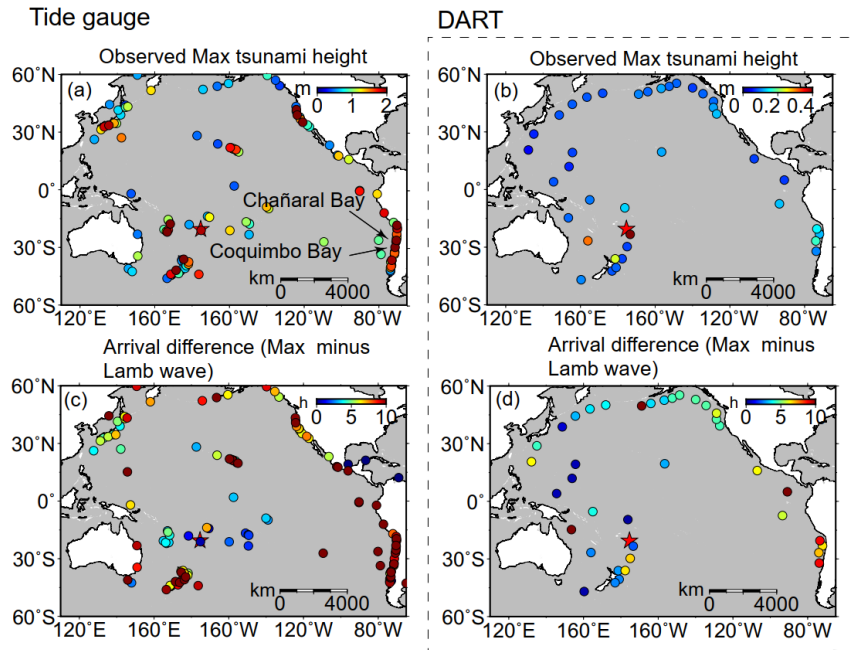 Tide gauge
DART
Observed Max tsunami height
Observed Max tsunami height
60°N
30°N
0°
30°S
60°S
(a)
m
0 1 2
Chañaral Bay
Coquimbo Bay
km
0 4000
120°E 160°E 160°W 120°W 80°W
60°N
30°N
0°
30°S
60°S
(b)
m
0 0.2 0.4
km
0 4000
120°E 160°E 160°W 120°W 80°W
Arrival difference (Max minus
Lamb wave)
Arrival difference (Max minus
Lamb wave)
60°N
30°N
0°
30°S
60°S
(c)
h
0 5 10
km
0 4000
120°E 160°E 160°W 120°W 80°W
60°N
30°N
0°
30°S
60°S
(d)
h
0 5 10
km
0 4000
120°E 160°E 160°W 120°W 80°W